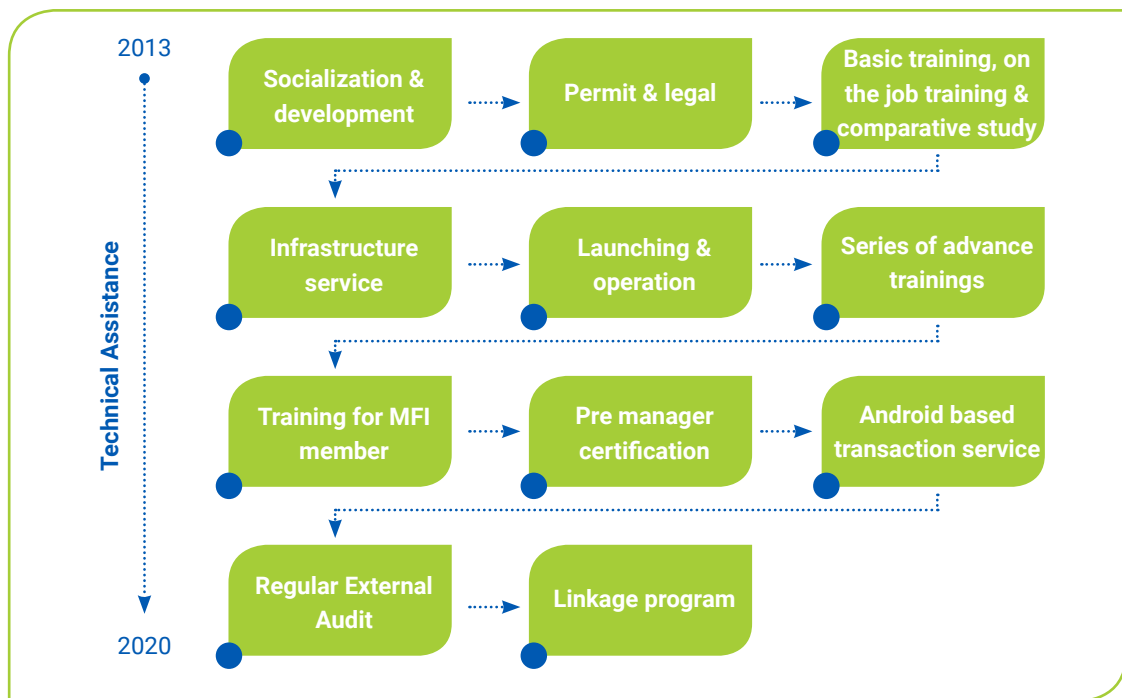 2013
Technical Assistance
2020
Socialization &
development
Permit & legal
Basic training, on
the job training &
comparative study
Infrastructure
service
Launching &
operation
Series of advance
trainings
Training for MFI
member
Pre manager
certification
Android based
transaction service
Regular External
Audit
Linkage program